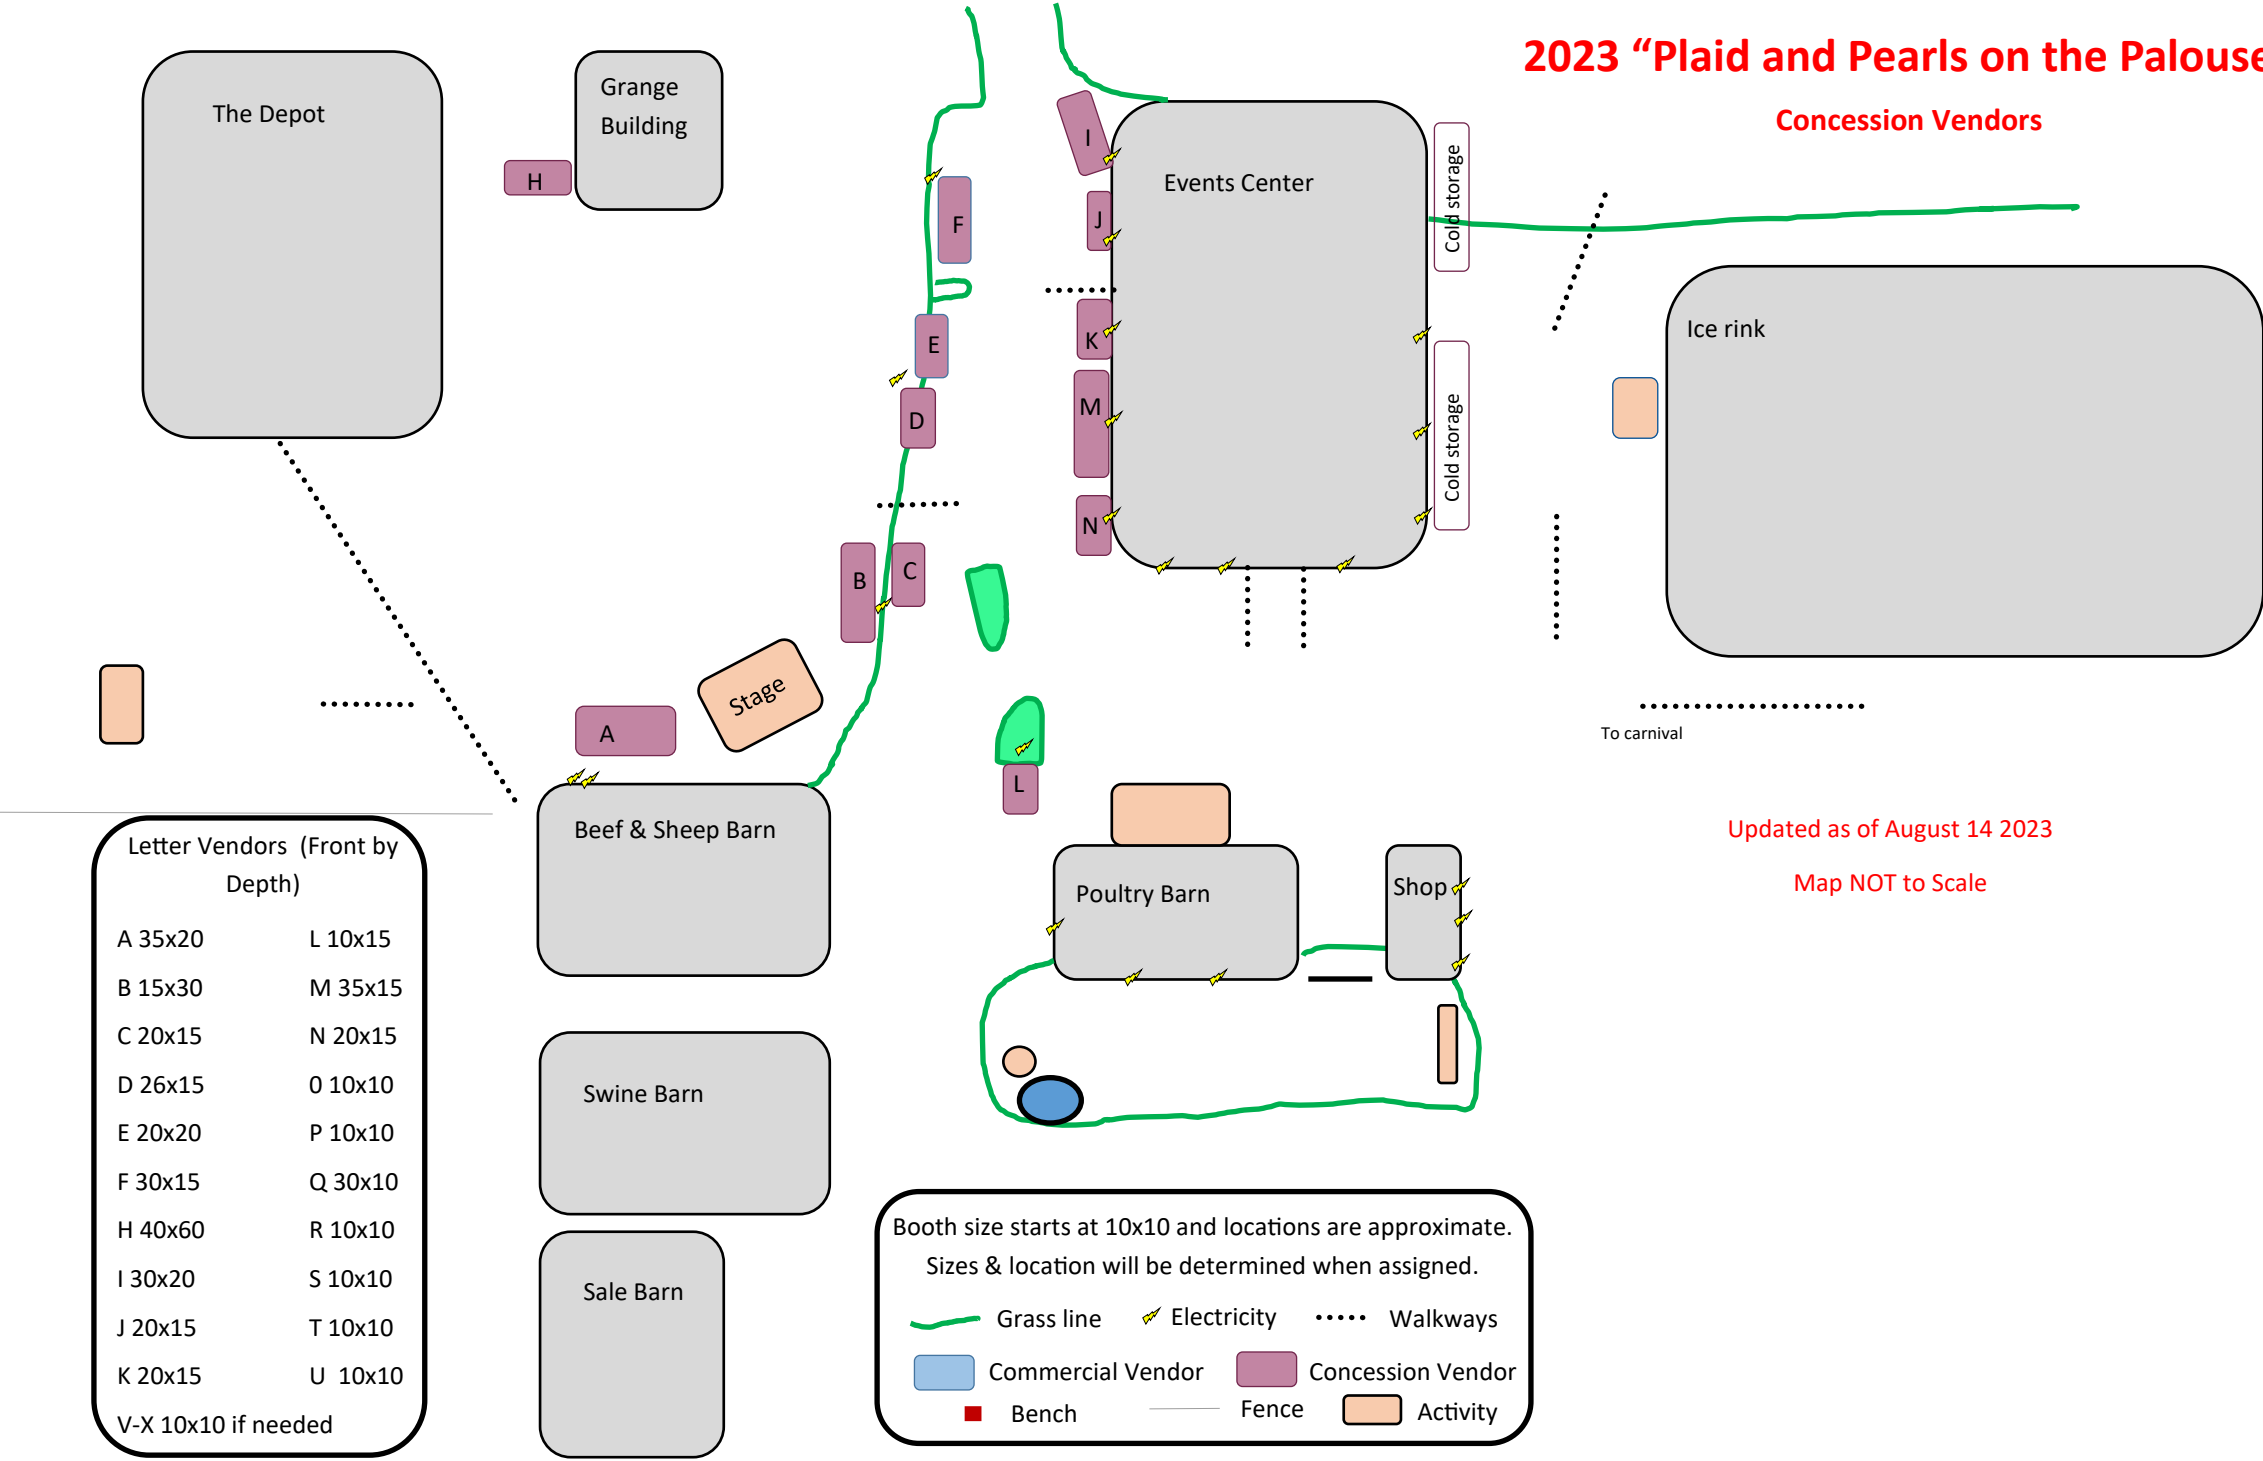 2023 “Plaid and Pearls on the Palouse
Concession Vendors
The Depot
Grange
Building
H
F
E
D
B
C
A
Stage
I
J
K
M
N
L
Events Center
Cold storage
Cold storage
Ice rink
To carnival
Beef & Sheep Barn
Poultry Barn
Shop
Swine Barn
Sale Barn
Updated as of August 14 2023
Map NOT to Scale
Letter Vendors (Front by
Depth)
A 35x20
B 15x30
C 20x15
D 26x15
E 20x20
F 30x15
H 40x60
I 30x20
J 20x15
K 20x15
V-X 10x10 if needed
L 10x15
M 35x15
N 20x15
0 10x10
P 10x10
Q 30x10
R 10x10
S 10x10
T 10x10
U 10x10
Booth size starts at 10x10 and locations are approximate.
Sizes & location will be determined when assigned.
Grass line Electricity Walkways
Commercial Vendor Concession Vendor
Bench Fence Activity